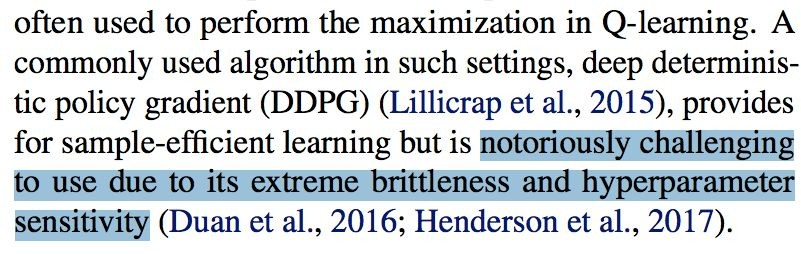 often used to perform the maximization in Q-learning. A
commonly used algorithm in such settings, deep determinis-
tic policy gradient (DDPG) (Lillicrap et al., 2015), provides
for sample-efficient learning but is notoriously challenging
to use due to its extreme brittleness and hyperparameter
sensitivity (Duan et al., 2016; Henderson et al., 2017).